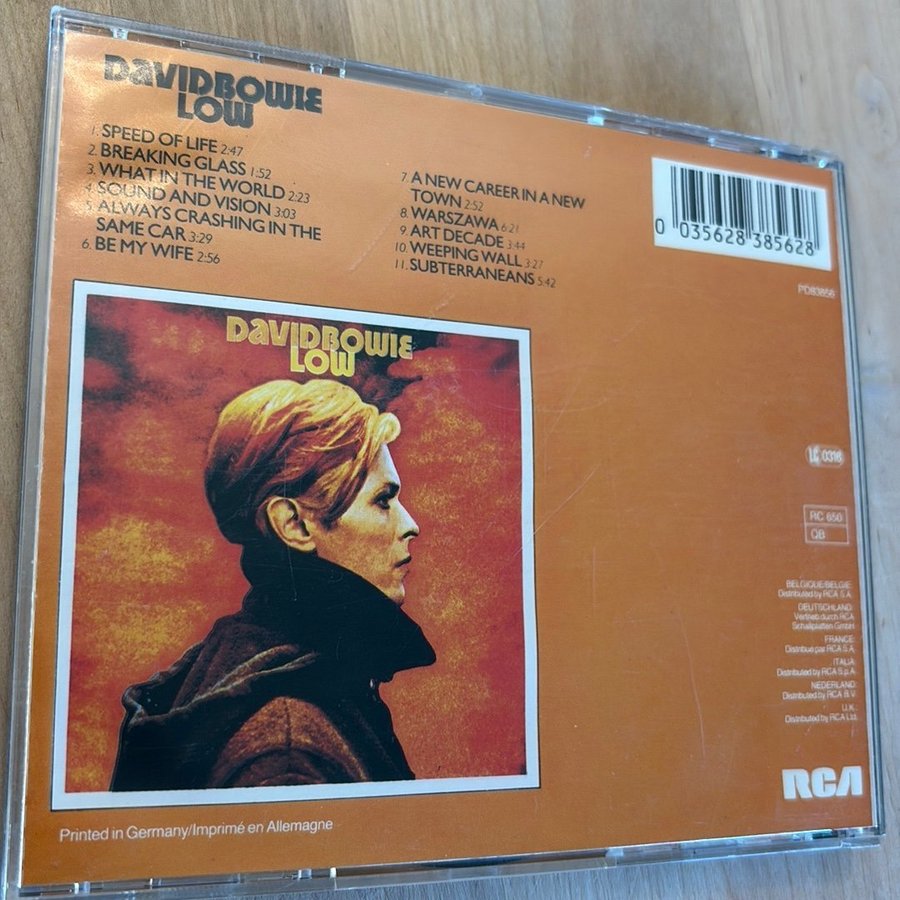 DAVIDBOWIE
LOW
1. SPEED OF LIFE 2:47
2. BREAKING GLASS 1:52
3. WHAT IN THE WORLD 2:23
4. SOUND AND VISION 3:03
5. ALWAYS CRASHING IN THE
SAME CAR 3:29
6. BE MY WIFE 2:56
7. A NEW CAREER IN A NEW
TOWN 2:52
8. WARSZAWA 6:21
9. ART DECADE 3:44
10. WEEPING WALL 3:27
11. SUBTERRANEANS 5:42
0 035628 385628
PD83856
DAVIDBOWIE
LOW
LC 0316
RC 650
QB
BELGIQUE/BELGIE:
Distributed by RCA S.A.
DEUTSCHLAND:
Vertrieb durch RCA
Schallplatten GmbH
FRANCE:
Distribue par RCA S.A.
ITALIA:
Distributed by RCA S.p.A.
NEDERLAND:
Distributed by RCA B.V.
U.K.:
Distributed by RCA Ltd.
RCA
Printed in Germany/Imprimé en Allemagne